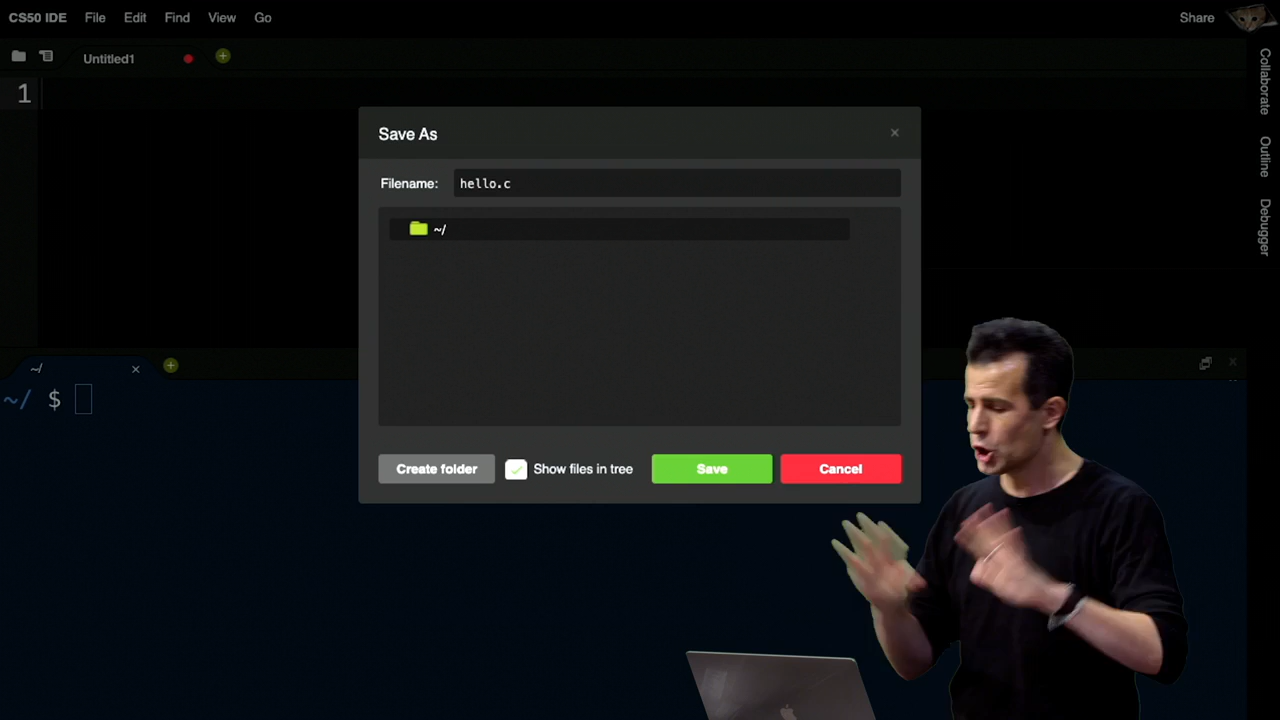 CS50 IDE File Edit Find View Go Share
Untitled1
Collaborate
Outline
Debugger
1
Save As
Filename: hello.c
~/
Create folder Show files in tree Save Cancel
~/
~/ $